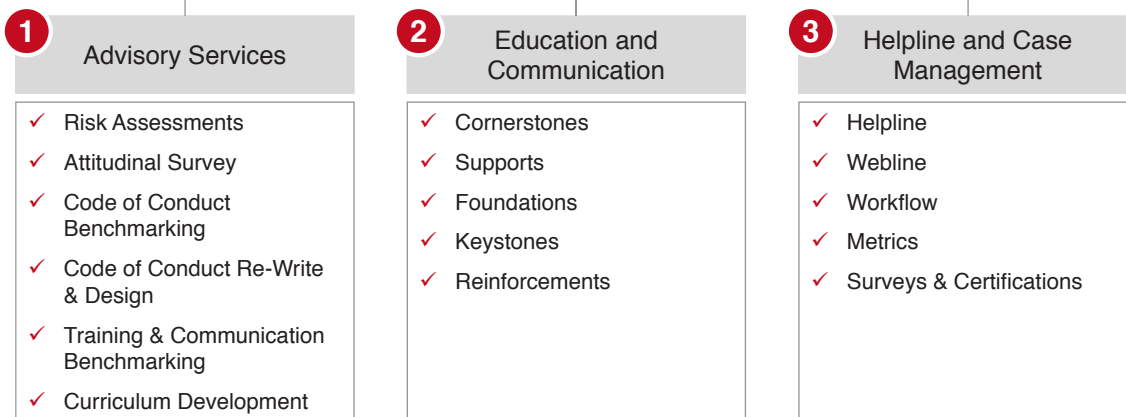 1
Advisory Services
Risk Assessments
Attitudinal Survey
Code of Conduct
Benchmarking
Code of Conduct Re-Write
& Design
Training & Communication
Benchmarking
Curriculum Development
2
Education and
Communication
Cornerstones
Supports
Foundations
Keystones
Reinforcements
3
Helpline and Case
Management
Helpline
Webline
Workflow
Metrics
Surveys & Certifications